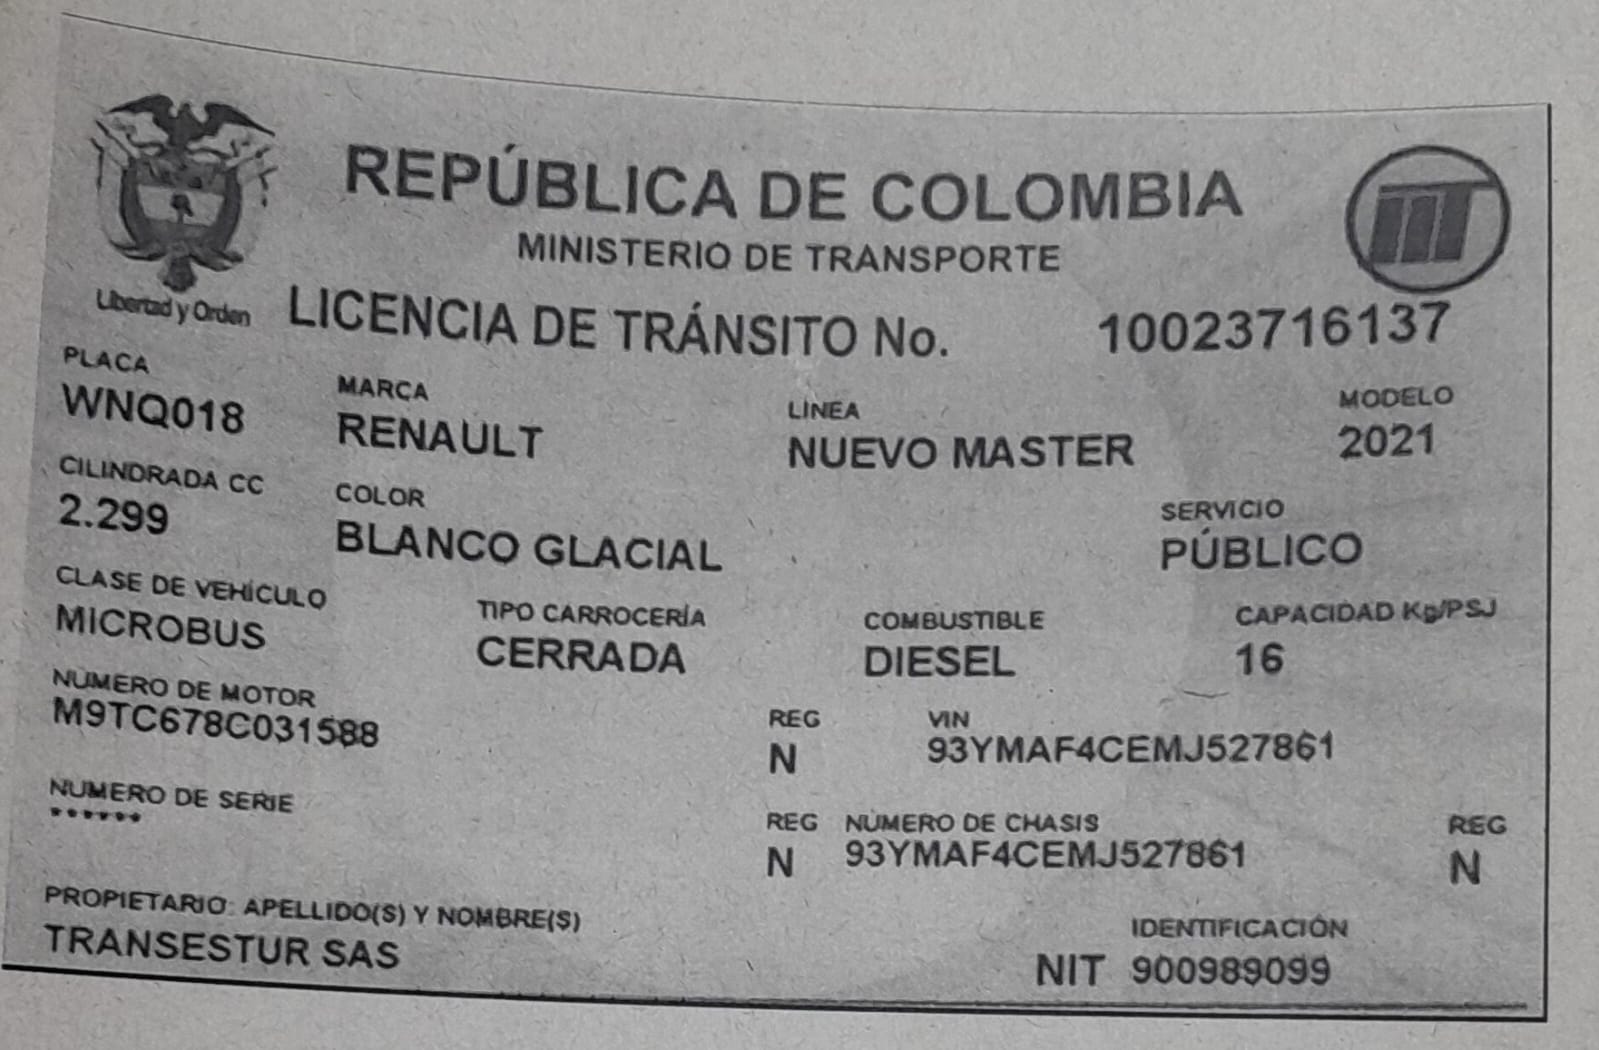 REPÚBLICA DE COLOMBIA
MINISTERIO DE TRANSPORTE
Libertad y Orden
LICENCIA DE TRÁNSITO No. 10023716137
PLACA MARCA LINEA MODELO
WNQ018 RENAULT NUEVO MASTER 2021
CILINDRADA CC COLOR SERVICIO
2.299 BLANCO GLACIAL PÚBLICO
CLASE DE VEHÍCULO TIPO CARROCERÍA COMBUSTIBLE CAPACIDAD Kg/PSJ
MICROBUS CERRADA DIESEL 16
NUMERO DE MOTOR REG VIN
M9TC678C031588 N 93YMAF4CEMJ527861
NUMERO DE SERIE REG NÚMERO DE CHASIS REG
****** N 93YMAF4CEMJ527861 N
PROPIETARIO: APELLIDO(S) Y NOMBRE(S) IDENTIFICACIÓN
TRANSESTUR SAS NIT 900989099